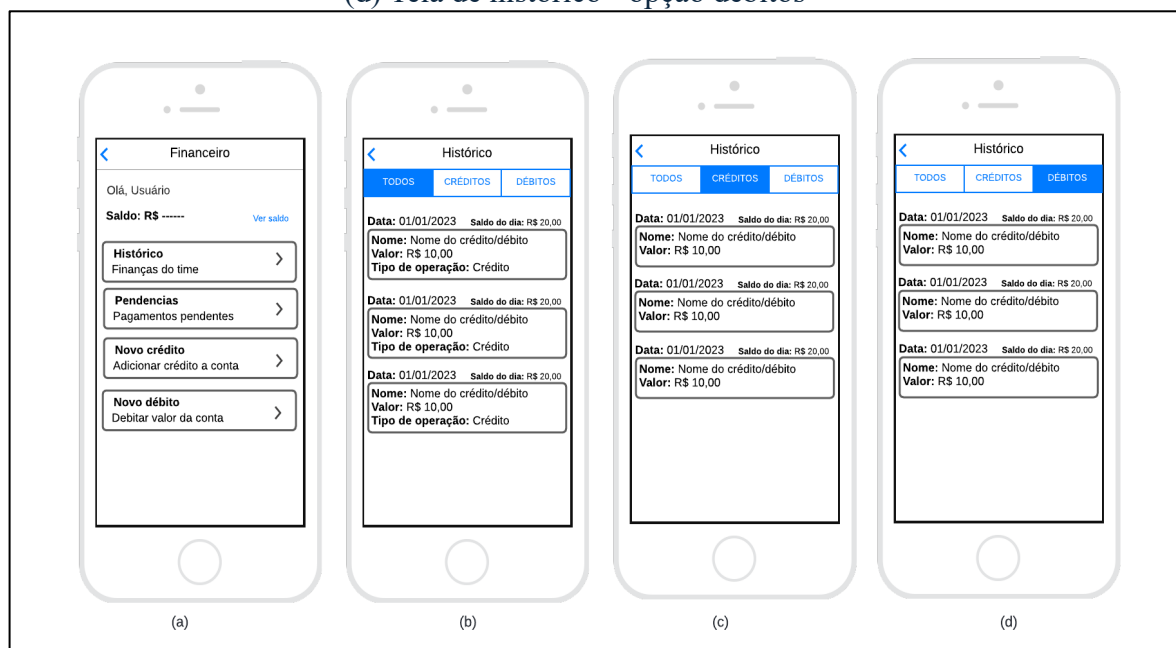 (d) Tela de histórico - opção débitos
Financeiro
Olá, Usuário
Saldo: R$ ------ Ver saldo
Histórico
Finanças do time
Pendencias
Pagamentos pendentes
Novo crédito
Adicionar crédito a conta
Novo débito
Debitar valor da conta
(a)
Histórico
TODOS CRÉDITOS DÉBITOS
Data: 01/01/2023 Saldo do dia: R$ 20,00
Nome: Nome do crédito/débito
Valor: R$ 10,00
Tipo de operação: Crédito
Data: 01/01/2023 Saldo do dia: R$ 20,00
Nome: Nome do crédito/débito
Valor: R$ 10,00
Tipo de operação: Crédito
Data: 01/01/2023 Saldo do dia: R$ 20,00
Nome: Nome do crédito/débito
Valor: R$ 10,00
Tipo de operação: Crédito
(b)
Histórico
TODOS CRÉDITOS DÉBITOS
Data: 01/01/2023 Saldo do dia: R$ 20,00
Nome: Nome do crédito/débito
Valor: R$ 10,00
Data: 01/01/2023 Saldo do dia: R$ 20,00
Nome: Nome do crédito/débito
Valor: R$ 10,00
Data: 01/01/2023 Saldo do dia: R$ 20,00
Nome: Nome do crédito/débito
Valor: R$ 10,00
(c)
Histórico
TODOS CRÉDITOS DÉBITOS
Data: 01/01/2023 Saldo do dia: R$ 20,00
Nome: Nome do crédito/débito
Valor: R$ 10,00
Data: 01/01/2023 Saldo do dia: R$ 20,00
Nome: Nome do crédito/débito
Valor: R$ 10,00
Data: 01/01/2023 Saldo do dia: R$ 20,00
Nome: Nome do crédito/débito
Valor: R$ 10,00
(d)